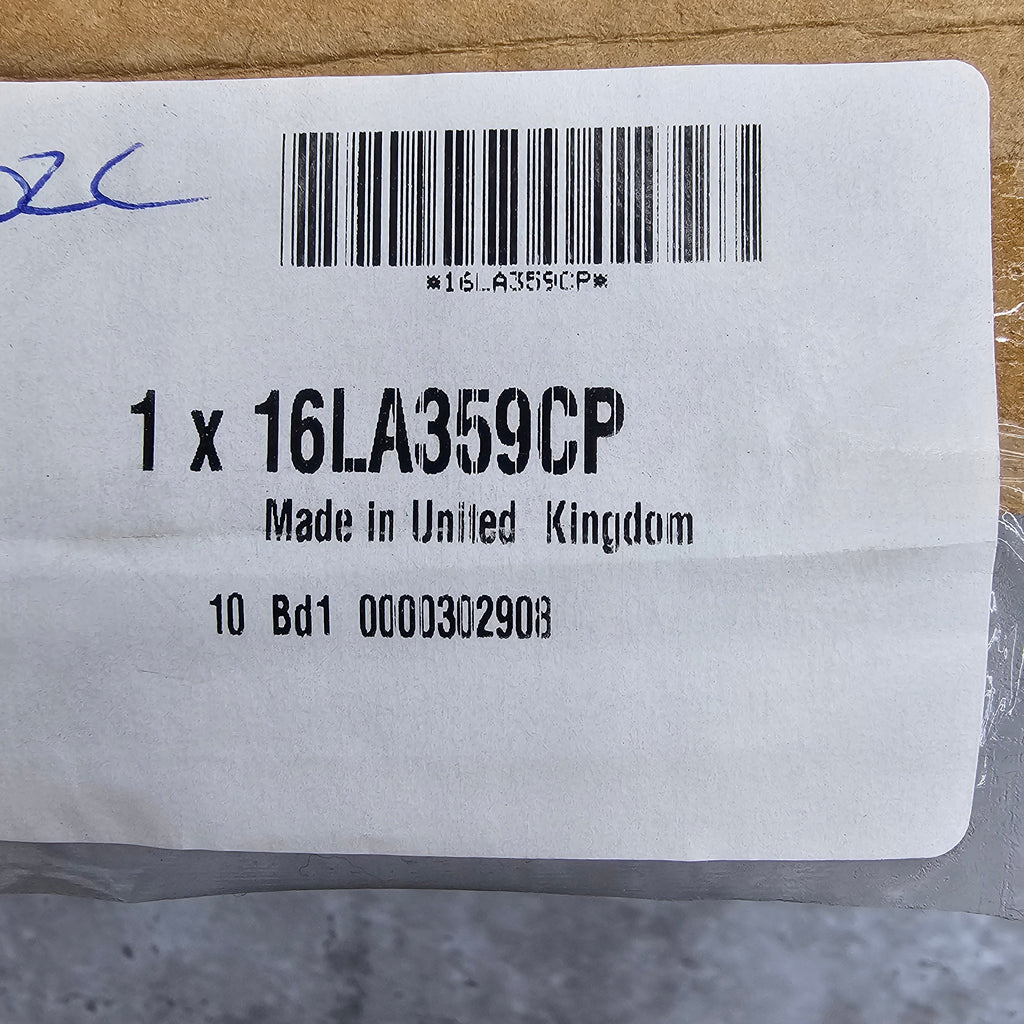 *16LA359CP*
1 x 16LA359CP
Made in United Kingdom
10 Bd1 0000302908